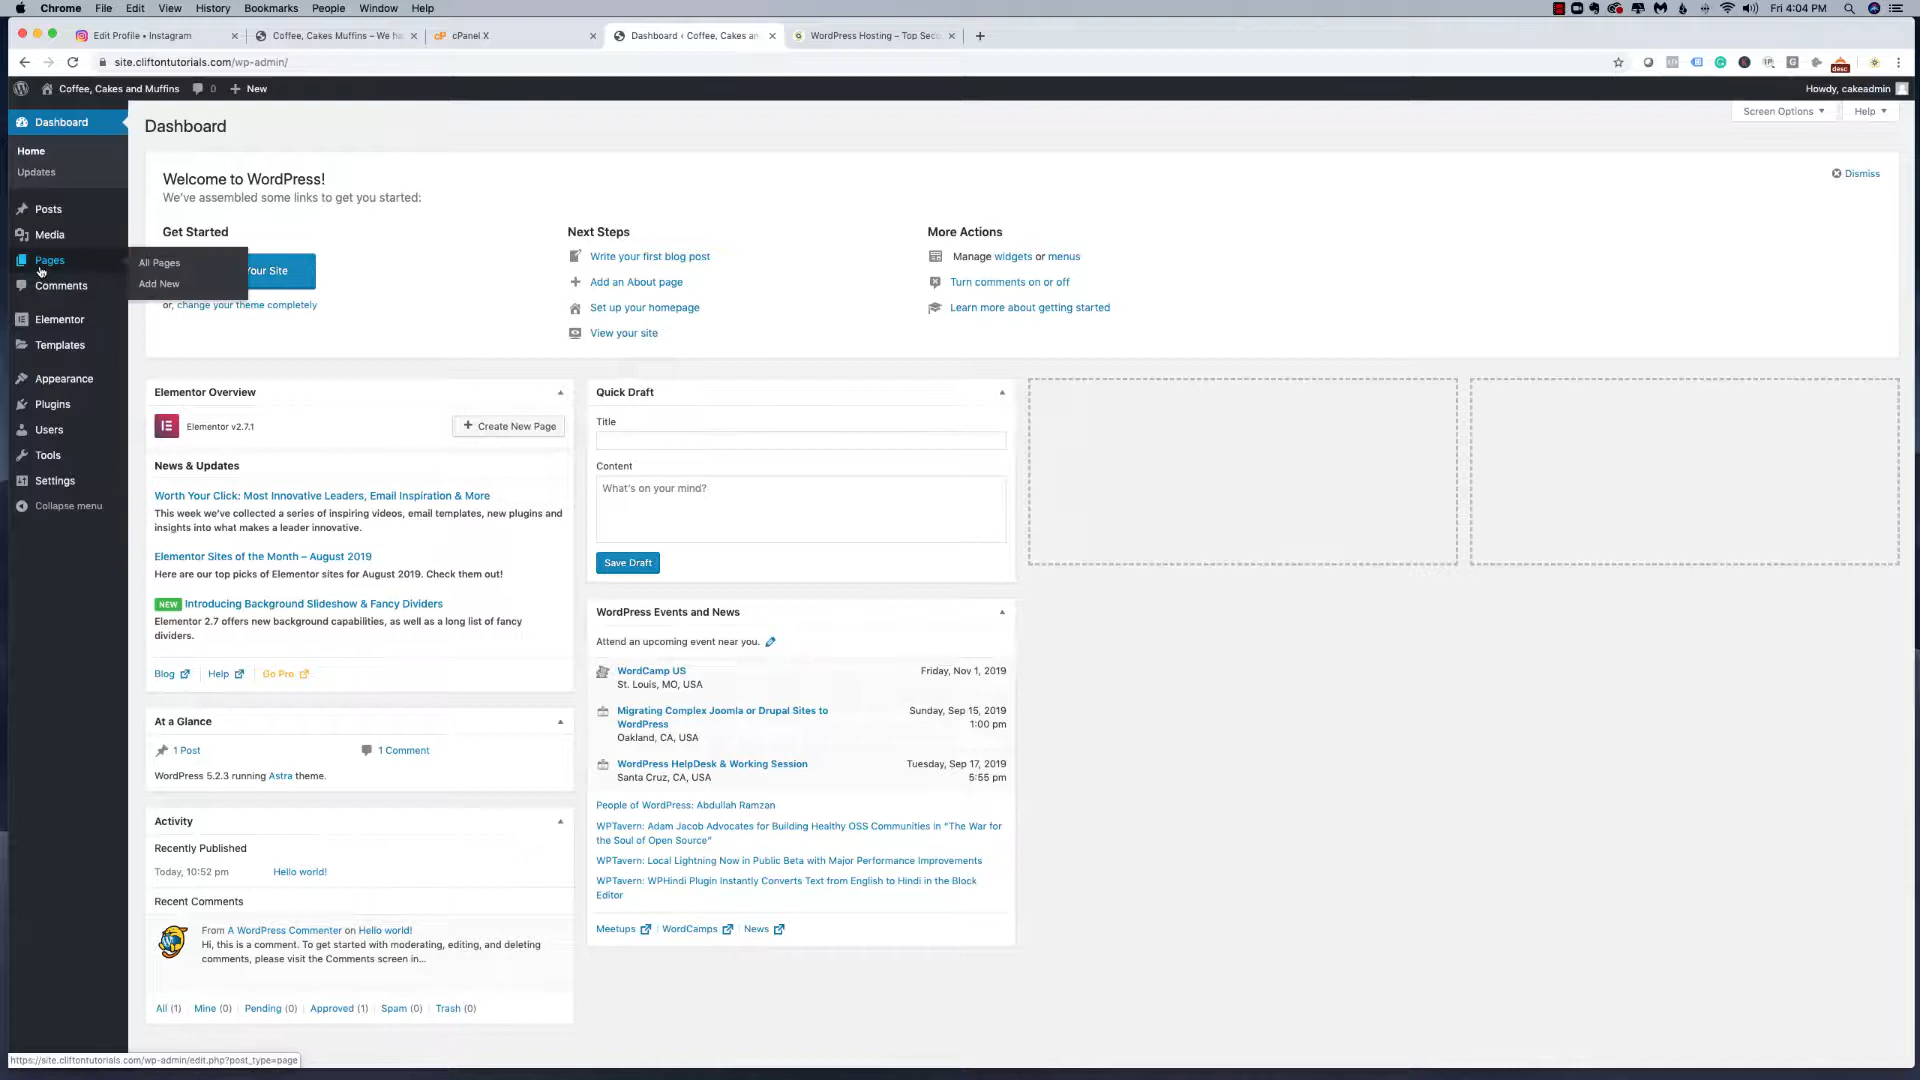 Chrome File Edit View History Bookmarks People Window Help Fri 4:04 PM
Edit Profile • Instagram Coffee, Cakes Muffins – We ha cPanel X Dashboard ‹ Coffee, Cakes an WordPress Hosting – Top Sec
site.cliftontutorials.com/wp-admin/
Coffee, Cakes and Muffins 0 New Howdy, cakeadmin
Screen Options Help
Dashboard
Home
Updates
Posts
Media
Pages
Comments
Elementor
Templates
Appearance
Plugins
Users
Tools
Settings
Collapse menu
All Pages
Add New
Dashboard
Welcome to WordPress!
We've assembled some links to get you started:
Dismiss
Get Started
Your Site
or, change your theme completely
Next Steps
Write your first blog post
Add an About page
Set up your homepage
View your site
More Actions
Manage widgets or menus
Turn comments on or off
Learn more about getting started
Elementor Overview
Elementor v2.7.1
Create New Page
News & Updates
Worth Your Click: Most Innovative Leaders, Email Inspiration & More
This week we've collected a series of inspiring videos, email templates, new plugins and
insights into what makes a leader innovative.
Elementor Sites of the Month – August 2019
Here are our top picks of Elementor sites for August 2019. Check them out!
NEW Introducing Background Slideshow & Fancy Dividers
Elementor 2.7 offers new background capabilities, as well as a long list of fancy
dividers.
Blog Help Go Pro
At a Glance
1 Post 1 Comment
WordPress 5.2.3 running Astra theme.
Activity
Recently Published
Today, 10:52 pm Hello world!
Recent Comments
From A WordPress Commenter on Hello world!
Hi, this is a comment. To get started with moderating, editing, and deleting
comments, please visit the Comments screen in...
All (1) Mine (0) Pending (0) Approved (1) Spam (0) Trash (0)
Quick Draft
Title
Content
What's on your mind?
Save Draft
WordPress Events and News
Attend an upcoming event near you.
WordCamp US Friday, Nov 1, 2019
St. Louis, MO, USA
Migrating Complex Joomla or Drupal Sites to Sunday, Sep 15, 2019
WordPress 1:00 pm
Oakland, CA, USA
WordPress HelpDesk & Working Session Tuesday, Sep 17, 2019
Santa Cruz, CA, USA 5:55 pm
People of WordPress: Abdullah Ramzan
WPTavern: Adam Jacob Advocates for Building Healthy OSS Communities in "The War for
the Soul of Open Source"
WPTavern: Local Lightning Now in Public Beta with Major Performance Improvements
WPTavern: WPHindi Plugin Instantly Converts Text from English to Hindi in the Block
Editor
Meetups WordCamps News
https://site.cliftontutorials.com/wp-admin/edit.php?post_type=page